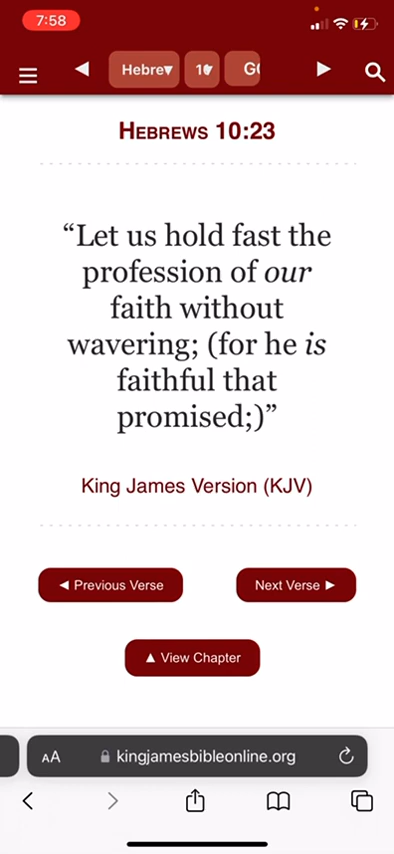 7:58
Hebre
GO
HEBREWS 10:23
“Let us hold fast the
profession of our
faith without
wavering; (for he is
faithful that
promised;)”
King James Version (KJV)
◄ Previous Verse
Next Verse ►
▲ View Chapter
AA
kingjamesbibleonline.org